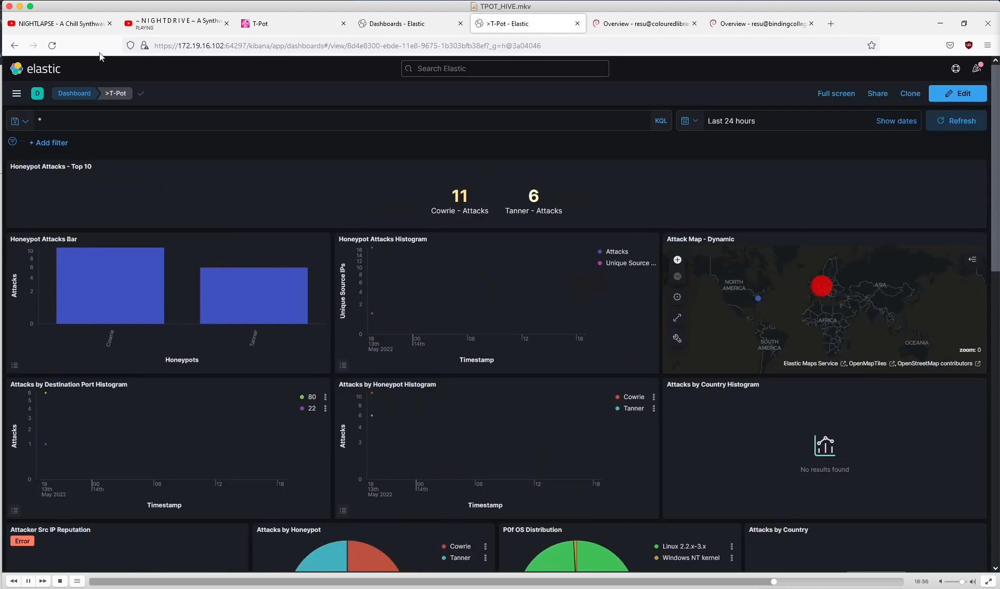 TPOT_HIVE.mkv
NIGHTLAPSE - A Chill Synthwav
~ N I G H T D R I V E ~ A Synthw
PLAYING
T-Pot
Dashboards - Elastic
>T-Pot - Elastic
Overview - resu@colouredlibrar
Overview - resu@bindingcolleg
https://172.19.16.102:64297/kibana/app/dashboards#/view/8d4e8300-ebde-11e8-9675-1b303bfb38ef?_g=h@3a04046
elastic
Search Elastic
D
Dashboard
>T-Pot
Full screen
Share
Clone
Edit
*
KQL
Last 24 hours
Show dates
Refresh
+ Add filter
Honeypot Attacks - Top 10
11
Cowrie - Attacks
6
Tanner - Attacks
Honeypot Attacks Bar
10
8
6
4
2
0
Attacks
Cowrie
Tanner
Honeypots
Honeypot Attacks Histogram
16
14
12
10
8
6
4
2
0
Unique Source IPs
18
13th
May 2022
00
14th
06
12
18
Timestamp
Attacks
Unique Source ...
Attack Map - Dynamic
NORTH
AMERICA
ASIA
AFRICA
SOUTH
AMERICA
OCEANIA
zoom: 0
Elastic Maps Service , OpenMapTiles , OpenStreetMap contributors
Attacks by Destination Port Histogram
6
5
4
3
2
1
0
Attacks
18
13th
May 2022
00
14th
06
12
18
Timestamp
80
22
Attacks by Honeypot Histogram
10
8
6
4
2
0
Attacks
18
13th
May 2022
00
14th
06
12
18
Timestamp
Cowrie
Tanner
Attacks by Country Histogram
No results found
Attacker Src IP Reputation
Error
Attacks by Honeypot
Cowrie
Tanner
P0f OS Distribution
Linux 2.2.x-3.x
Windows NT kernel
Attacks by Country
18:56